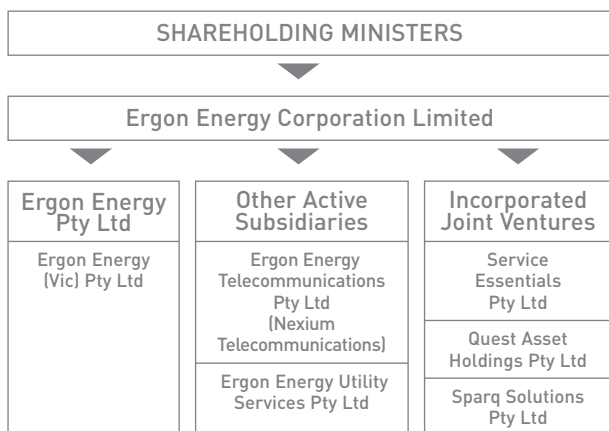 SHAREHOLDING MINISTERS
Ergon Energy Corporation Limited
Ergon Energy
Pty Ltd
Ergon Energy
(Vic) Pty Ltd
Other Active
Subsidiaries
Ergon Energy
Telecommunications
Pty Ltd
(Nexium
Telecommunications)
Ergon Energy Utility
Services Pty Ltd
Incorporated
Joint Ventures
Service
Essentials
Pty Ltd
Quest Asset
Holdings Pty Ltd
Sparq Solutions
Pty Ltd